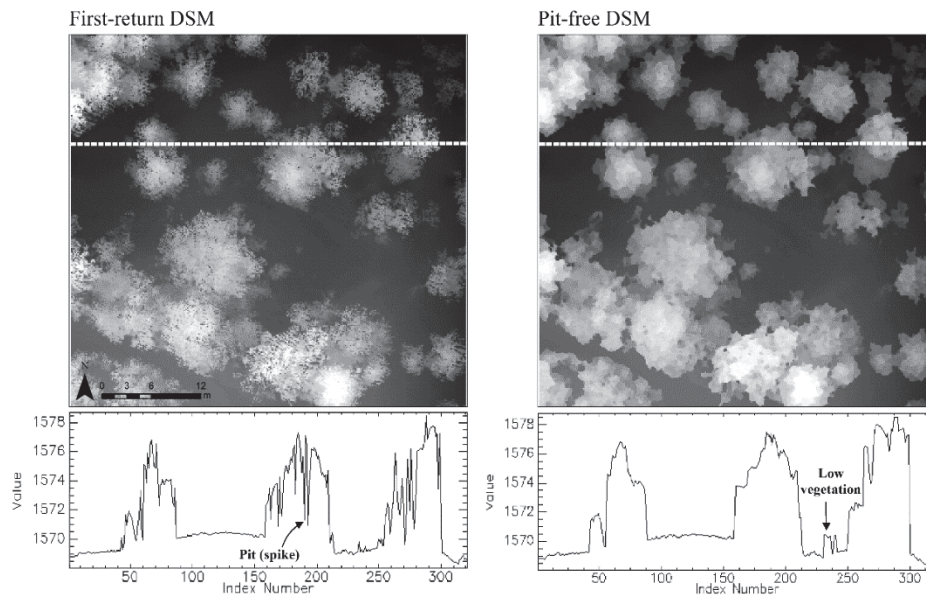 First-return DSM
Pit-free DSM
N
0 3 6 12
m
1578
1576
1574
1572
1570
Value
Pit (spike)
50 100 150 200 250 300
Index Number
1578
1576
1574
1572
1570
Value
Low
vegetation
50 100 150 200 250 300
Index Number